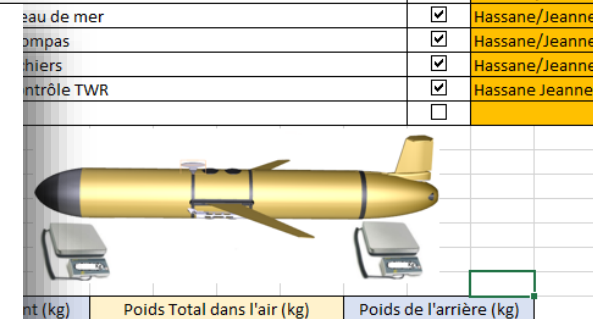 eau de mer Hassane/Jeanne
ompas Hassane/Jeanne
hiers Hassane/Jeanne
ntrôle TWR Hassane Jeanne
nt (kg) Poids Total dans l'air (kg) Poids de l'arrière (kg)